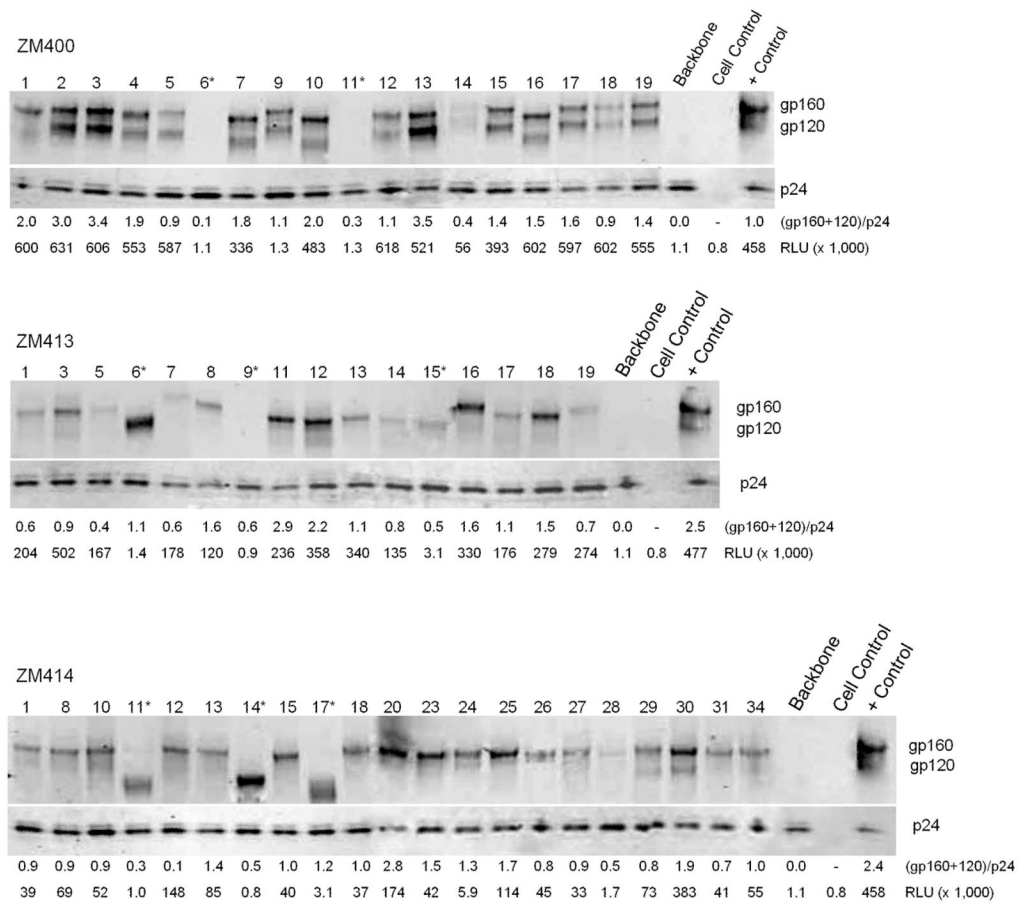 ZM400
Backbone
Cell Control
+ Control
1 2 3 4 5 6* 7 9 10 11* 12 13 14 15 16 17 18 19
gp160
gp120
p24
2.0 3.0 3.4 1.9 0.9 0.1 1.8 1.1 2.0 0.3 1.1 3.5 0.4 1.4 1.5 1.6 0.9 1.4 0.0 - 1.0 (gp160+120)/p24
600 631 606 553 587 1.1 336 1.3 483 1.3 618 521 56 393 602 597 602 555 1.1 0.8 458 RLU (x 1,000)
ZM413
Backbone
Cell Control
+ Control
1 3 5 6* 7 8 9* 11 12 13 14 15* 16 17 18 19
gp160
gp120
p24
0.6 0.9 0.4 1.1 0.6 1.6 0.6 2.9 2.2 1.1 0.8 0.5 1.6 1.1 1.5 0.7 0.0 - 2.5 (gp160+120)/p24
204 502 167 1.4 178 120 0.9 236 358 340 135 3.1 330 176 279 274 1.1 0.8 477 RLU (x 1,000)
ZM414
Backbone
Cell Control
+ Control
1 8 10 11* 12 13 14* 15 17* 18 20 23 24 25 26 27 28 29 30 31 34
gp160
gp120
p24
0.9 0.9 0.9 0.3 0.1 1.4 0.5 1.0 1.2 1.0 2.8 1.5 1.3 1.7 0.8 0.9 0.5 0.8 1.9 0.7 1.0 0.0 - 2.4 (gp160+120)/p24
39 69 52 1.0 148 85 0.8 40 3.1 37 174 42 5.9 114 45 33 1.7 73 383 41 55 1.1 0.8 458 RLU (x 1,000)